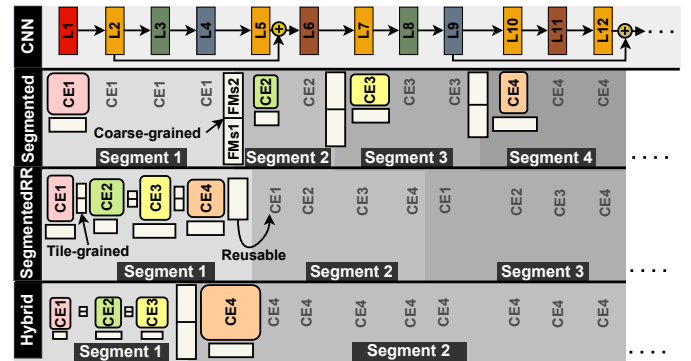 CNN
L1 L2 L3 L4 L5 + L6 L7 L8 L9 L10 L11 L12 + . . .
Segmented
CE1 CE1 CE1 CE1 FMs1 FMs2 CE2 CE2 CE3 CE3 CE3 CE4 CE4 CE4
Coarse-grained
Segment 1 Segment 2 Segment 3 Segment 4 . . . .
SegmentedRR
CE1 CE2 CE3 CE4 CE1 CE2 CE3 CE4 CE1 CE2 CE3 CE4
Tile-grained Reusable
Segment 1 Segment 2 Segment 3 . . . .
Hybrid
CE1 CE2 CE3 CE4 CE4 CE4 CE4 CE4 CE4 CE4 CE4 CE4
Segment 1 Segment 2 . . . .